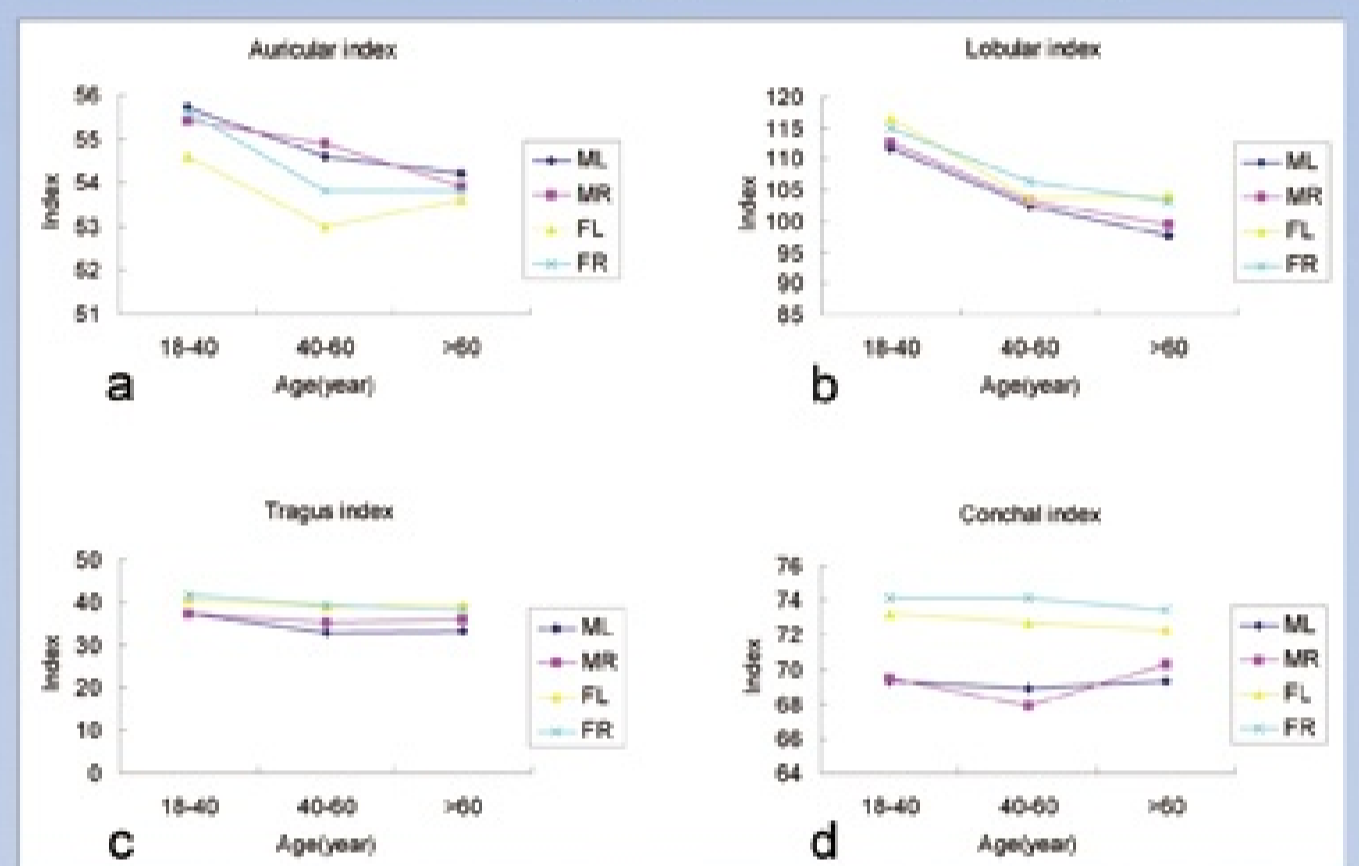 Auricular index
56
55
54
53
52
51
Index
18-40 40-60 >60
Age(year)
ML
MR
FL
FR
a
Lobular index
120
115
110
105
100
95
90
85
Index
18-40 40-60 >60
Age(year)
ML
MR
FL
FR
b
Tragus index
50
40
30
20
10
0
Index
18-40 40-60 >60
Age(year)
ML
MR
FL
FR
c
Conchal index
76
74
72
70
68
66
64
Index
18-40 40-60 >60
Age(year)
ML
MR
FL
FR
d